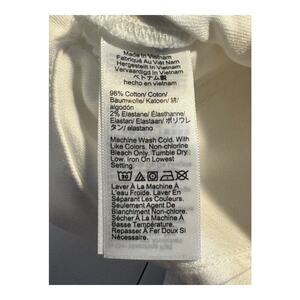 Made In Vietnam
Fabriqué Au Viêt Nam
Hergestellt In Vietnam
Vervaardigd In Vietnam
ベトナム製
hecho en vietnam
98% Cotton/ Coton/
Baumwolle/ Katoen/ 綿/
algodón
2% Elastane/ Élasthanne/
Elastan/ Elastaan/ ポリウレ
タン/ elastano
Machine Wash Cold. With
Like Colors. Nonchlorine
Bleach Only. Tumble Dry
Low. Iron On Lowest
Setting.
30
Laver À La Machine À
L'eau Froide. Laver En
Séparant Les Couleurs.
Seulement Agent De
Blanchiment Non-chlore.
Sécher À La Machine À
Basse Température.
Repasser À Fer Doux Si
Nécessaire.